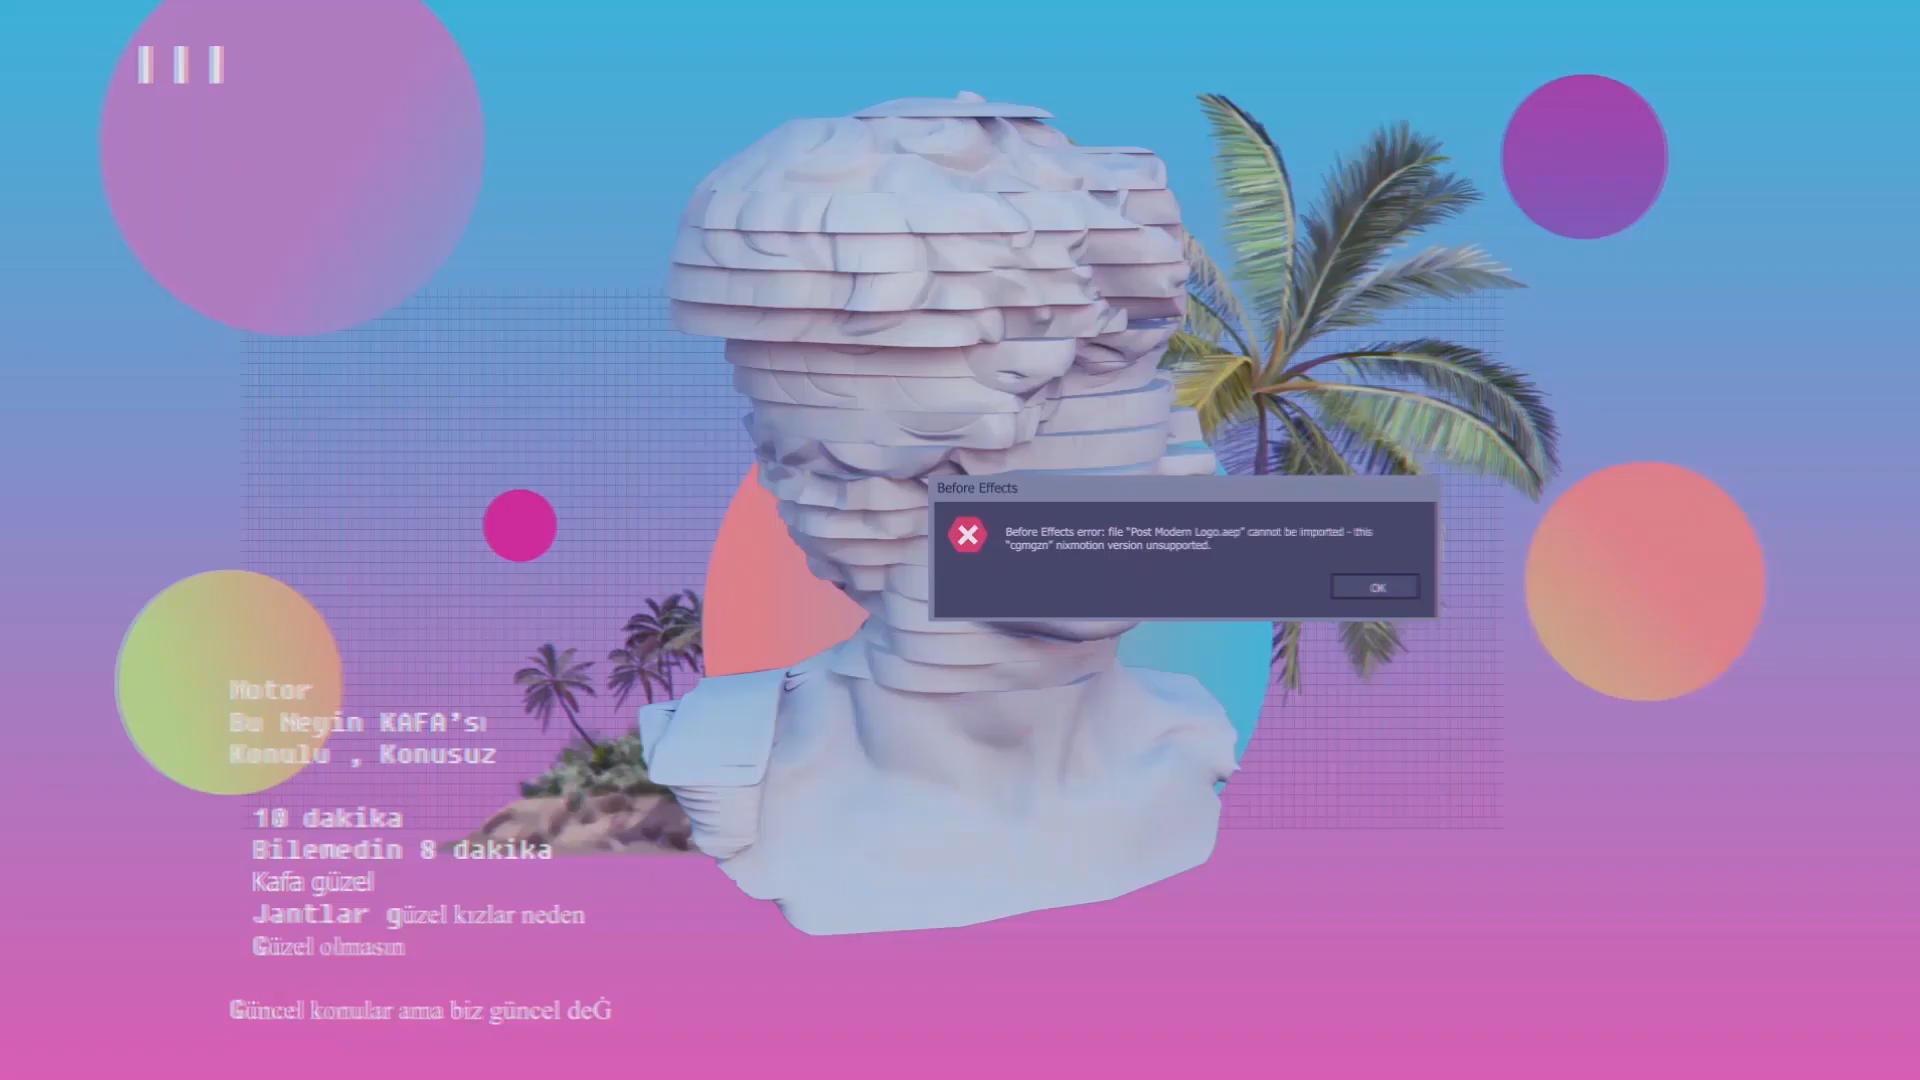 Before Effects
Before Effects error: file "Post Modern Logo.aep" cannot be imported - this
"cgmgzn" nixmotion version unsupported.
OK
Motor
Bu Neyin KAFA'sı
Konulu , Konusuz
10 dakika
Bilemedin 8 dakika
Kafa güzel
Jantlar güzel kızlar neden
Güzel olmasın
Güncel konular ama biz güncel deĞ